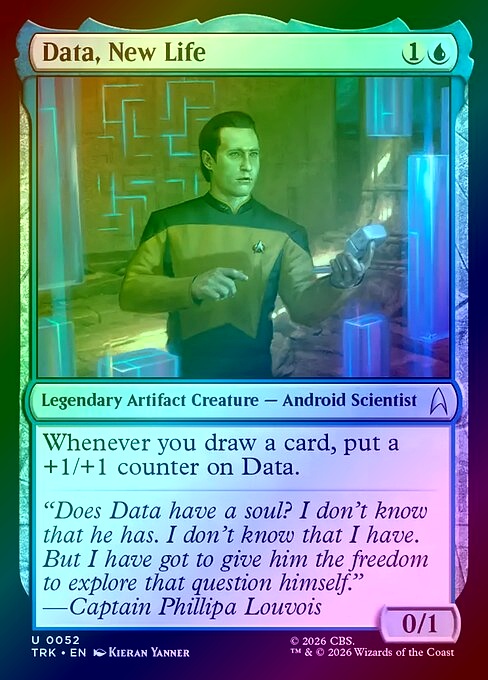 Data, New Life 1
Legendary Artifact Creature — Android Scientist
Whenever you draw a card, put a
+1/+1 counter on Data.
“Does Data have a soul? I don’t know
that he has. I don’t know that I have.
But I have got to give him the freedom
to explore that question himself.”
—Captain Phillipa Louvois
0/1
U 0052
TRK • EN Kieran Yanner
© 2026 CBS.
™ & © 2026 Wizards of the Coast